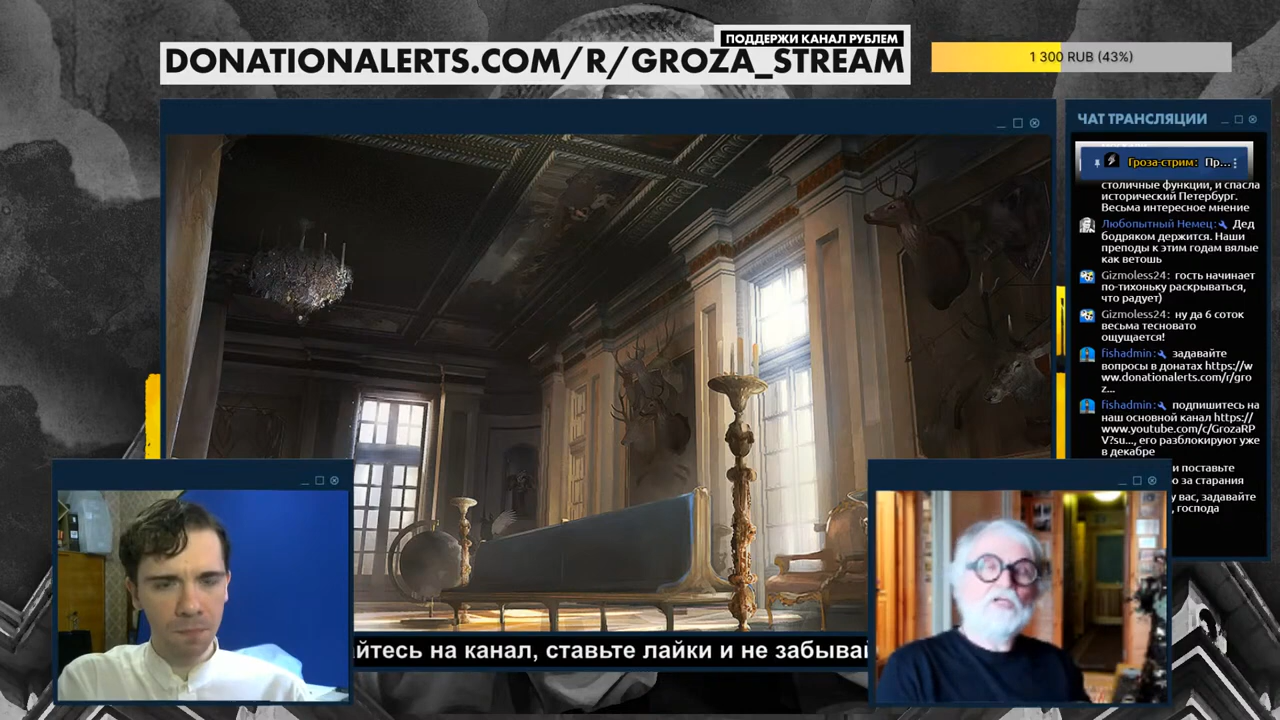 ПОДДЕРЖИ КАНАЛ РУБЛЕМ
DONATIONALERTS.COM/R/GROZA_STREAM
1 300 RUB (43%)
ЧАТ ТРАНСЛЯЦИИ
Гроза-стрим: Пр...
столичные функции, и спасла
исторический Петербург.
Весьма интересное мнение
Любопытный Немец: Дед
бодряком держится. Наши
преподы к этим годам вялые
как ветошь
Gizmoless24: гость начинает
по-тихоньку раскрываться,
что радует)
Gizmoless24: ну да 6 соток
весьма тесновато
ощущается!
fishadmin: задавайте
вопросы в донатах https://w
ww.donationalerts.com/r/gro
z...
fishadmin: подпишитесь на
наш основной канал https://
www.youtube.com/c/GrozaRP
V?su..., его разблокируют уже
в декабре
и поставьте
о за старания
у вас, задавайте
, господа
йтесь на канал, ставьте лайки и не забывай